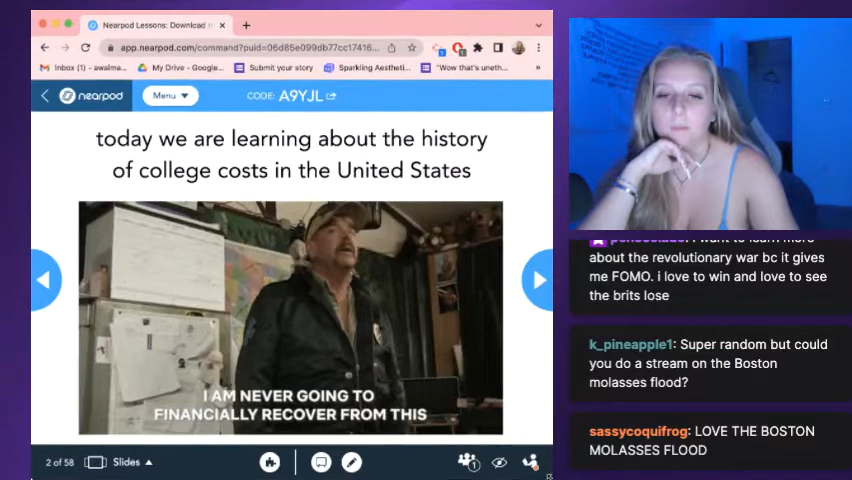 Nearpod Lessons: Download
app.nearpod.com/command?puid=06d85e099db77cc17416...
Inbox (1) - awalma...
My Drive - Google...
Submit your story
Sparkling Aestheti...
"Wow that's uneth...
nearpod
Menu
CODE: A9YJL
today we are learning about the history
of college costs in the United States
I AM NEVER GOING TO
FINANCIALLY RECOVER FROM THIS
2 of 58
Slides
1
i want to learn more
about the revolutionary war bc it gives
me FOMO. i love to win and love to see
the brits lose
k_pineapple1: Super random but could
you do a stream on the Boston
molasses flood?
sassycoquifrog: LOVE THE BOSTON
MOLASSES FLOOD